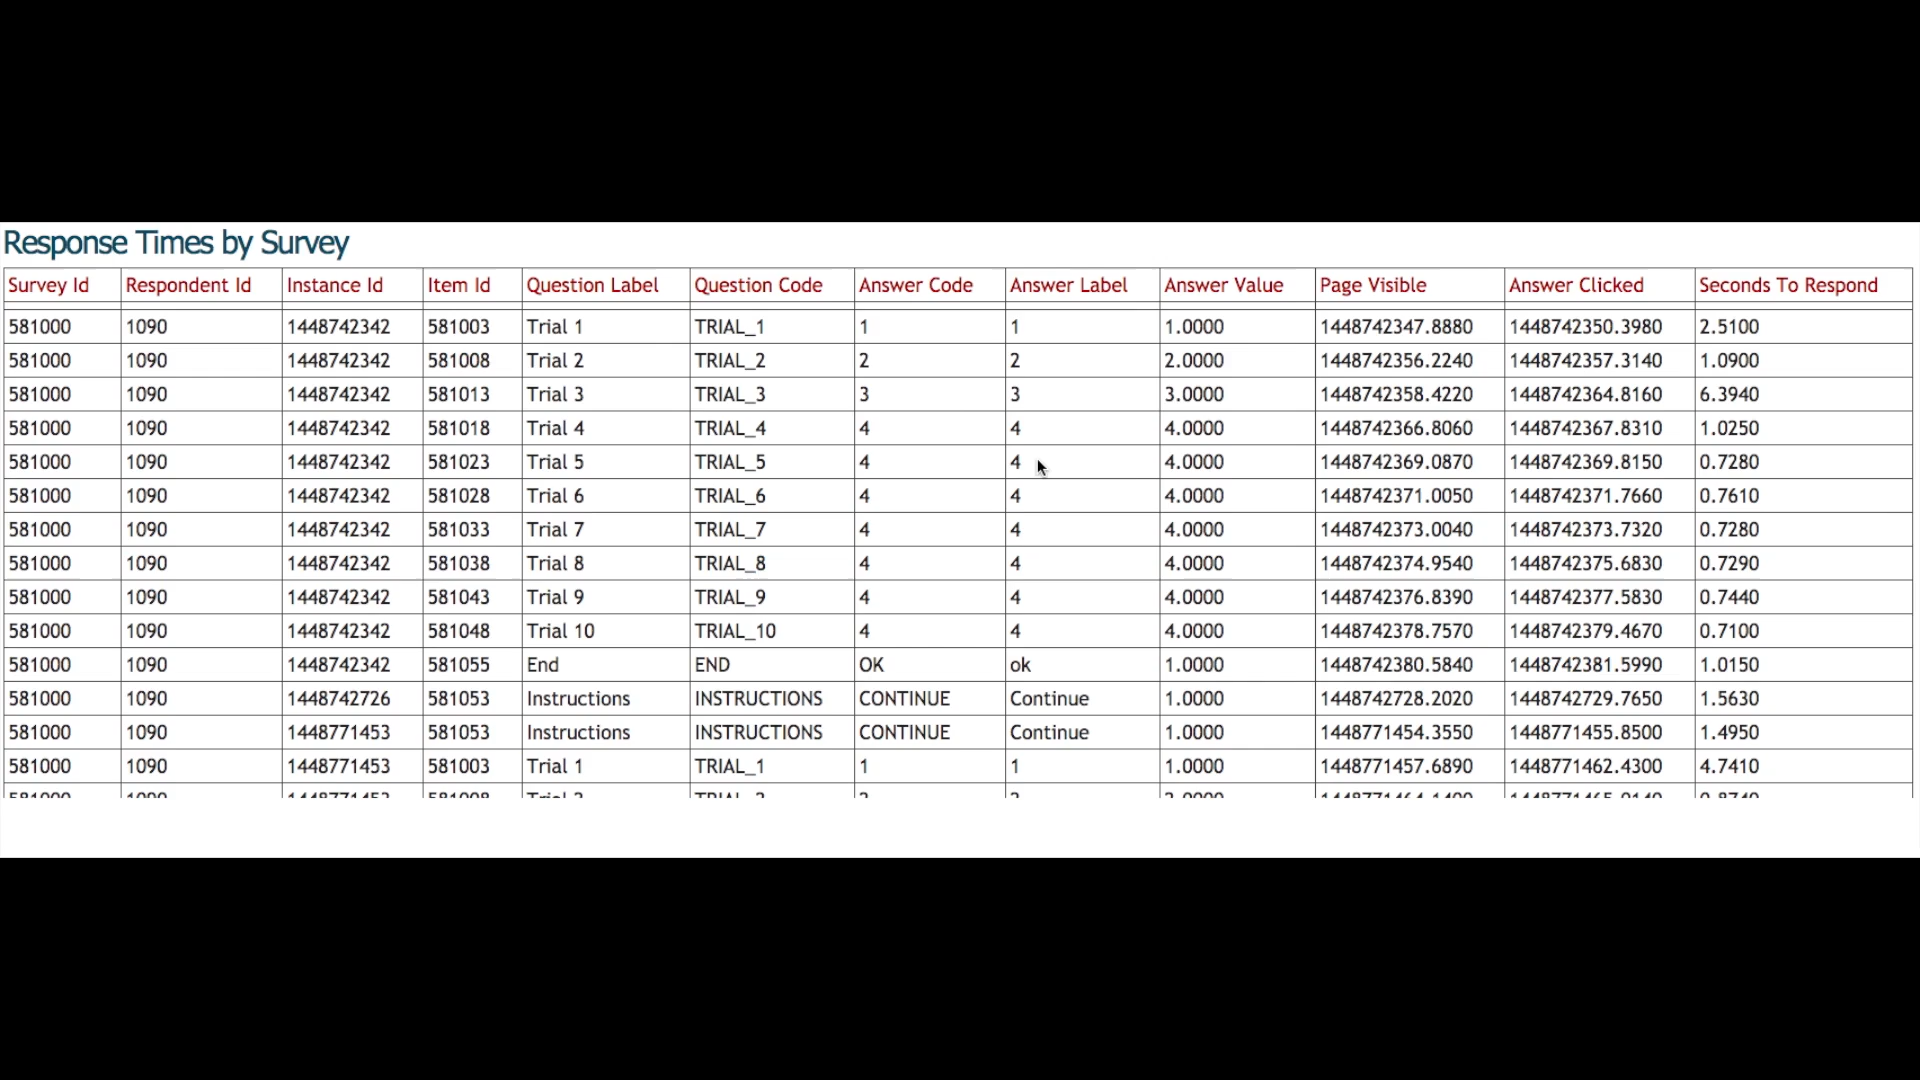 Response Times by Survey
Survey Id Respondent Id Instance Id Item Id Question Label Question Code Answer Code Answer Label Answer Value Page Visible Answer Clicked Seconds To Respond
581000 1090 1448742342 581003 Trial 1 TRIAL_1 1 1 1.0000 1448742347.8880 1448742350.3980 2.5100
581000 1090 1448742342 581008 Trial 2 TRIAL_2 2 2 2.0000 1448742356.2240 1448742357.3140 1.0900
581000 1090 1448742342 581013 Trial 3 TRIAL_3 3 3 3.0000 1448742358.4220 1448742364.8160 6.3940
581000 1090 1448742342 581018 Trial 4 TRIAL_4 4 4 4.0000 1448742366.8060 1448742367.8310 1.0250
581000 1090 1448742342 581023 Trial 5 TRIAL_5 4 4 4.0000 1448742369.0870 1448742369.8150 0.7280
581000 1090 1448742342 581028 Trial 6 TRIAL_6 4 4 4.0000 1448742371.0050 1448742371.7660 0.7610
581000 1090 1448742342 581033 Trial 7 TRIAL_7 4 4 4.0000 1448742373.0040 1448742373.7320 0.7280
581000 1090 1448742342 581038 Trial 8 TRIAL_8 4 4 4.0000 1448742374.9540 1448742375.6830 0.7290
581000 1090 1448742342 581043 Trial 9 TRIAL_9 4 4 4.0000 1448742376.8390 1448742377.5830 0.7440
581000 1090 1448742342 581048 Trial 10 TRIAL_10 4 4 4.0000 1448742378.7570 1448742379.4670 0.7100
581000 1090 1448742342 581055 End END OK ok 1.0000 1448742380.5840 1448742381.5990 1.0150
581000 1090 1448742726 581053 Instructions INSTRUCTIONS CONTINUE Continue 1.0000 1448742728.2020 1448742729.7650 1.5630
581000 1090 1448771453 581053 Instructions INSTRUCTIONS CONTINUE Continue 1.0000 1448771454.3550 1448771455.8500 1.4950
581000 1090 1448771453 581003 Trial 1 TRIAL_1 1 1 1.0000 1448771457.6890 1448771462.4300 4.7410